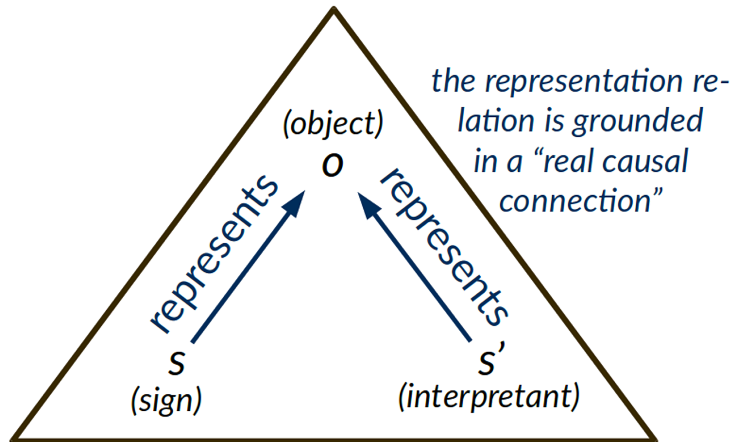 the representation re-
lation is grounded
in a “real causal
connection”
(object)
o
represents
represents
s
(sign)
s’
(interpretant)